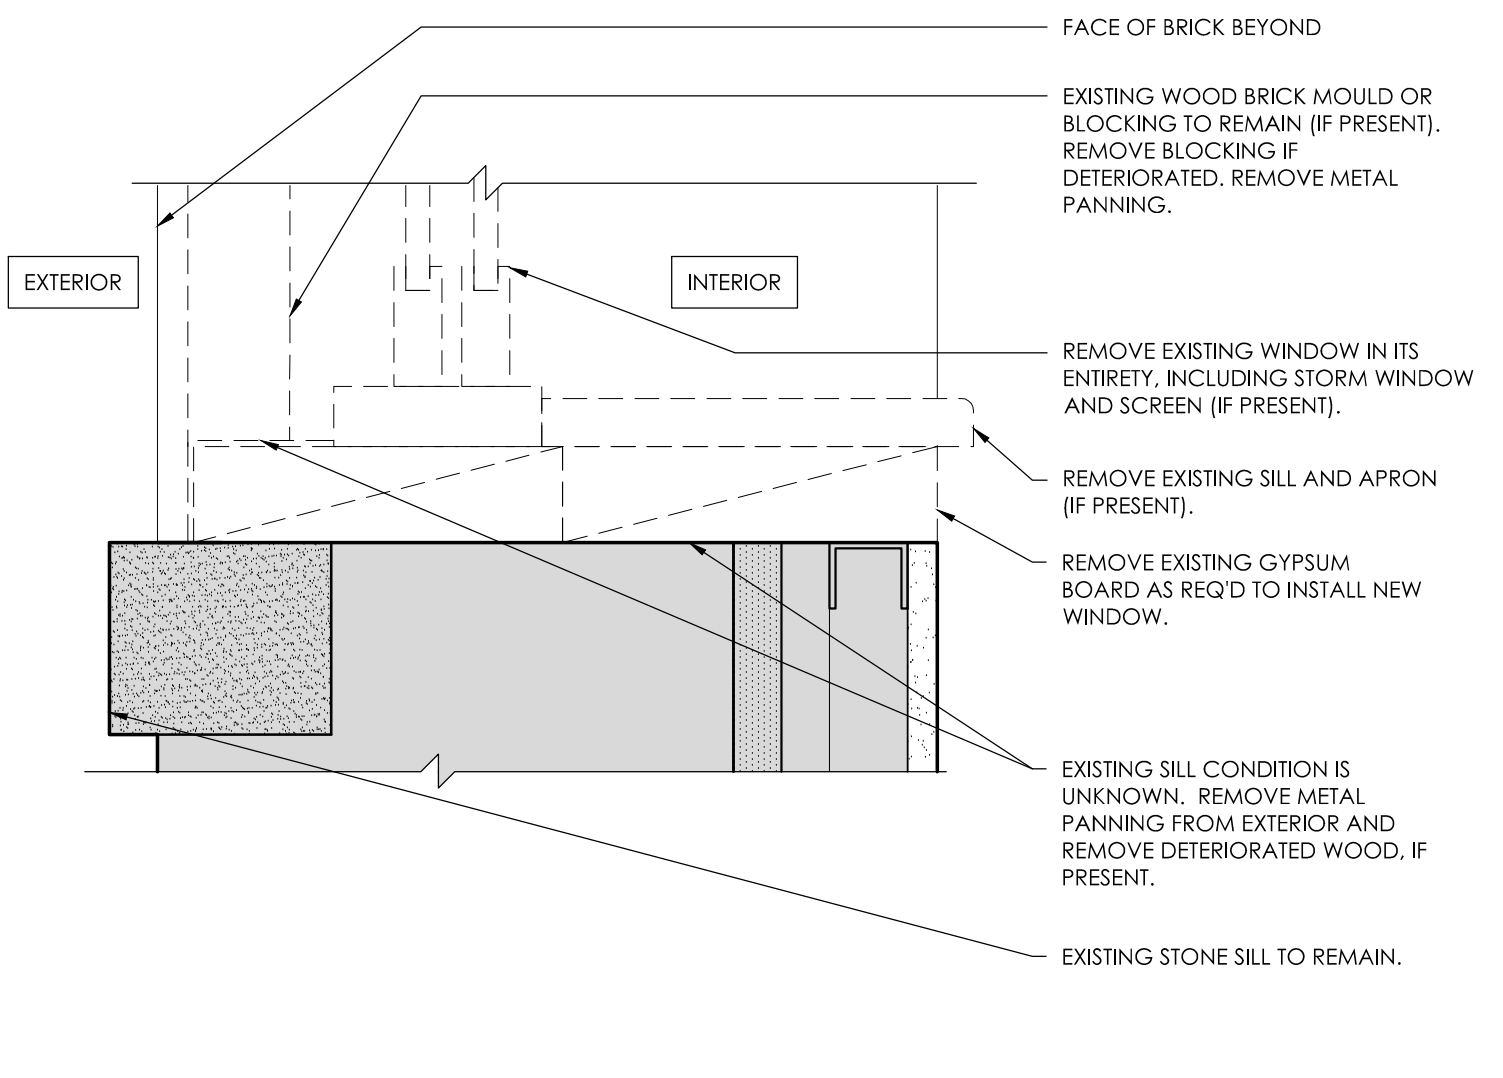 FACE OF BRICK BEYOND
EXISTING WOOD BRICK MOULD OR
BLOCKING TO REMAIN (IF PRESENT).
REMOVE BLOCKING IF
DETERIORATED. REMOVE METAL
PANNING.
EXTERIOR
INTERIOR
REMOVE EXISTING WINDOW IN ITS
ENTIRETY, INCLUDING STORM WINDOW
AND SCREEN (IF PRESENT).
REMOVE EXISTING SILL AND APRON
(IF PRESENT).
REMOVE EXISTING GYPSUM
BOARD AS REQ'D TO INSTALL NEW
WINDOW.
EXISTING SILL CONDITION IS
UNKNOWN.  REMOVE METAL
PANNING FROM EXTERIOR AND
REMOVE DETERIORATED WOOD, IF
PRESENT.
EXISTING STONE SILL TO REMAIN.